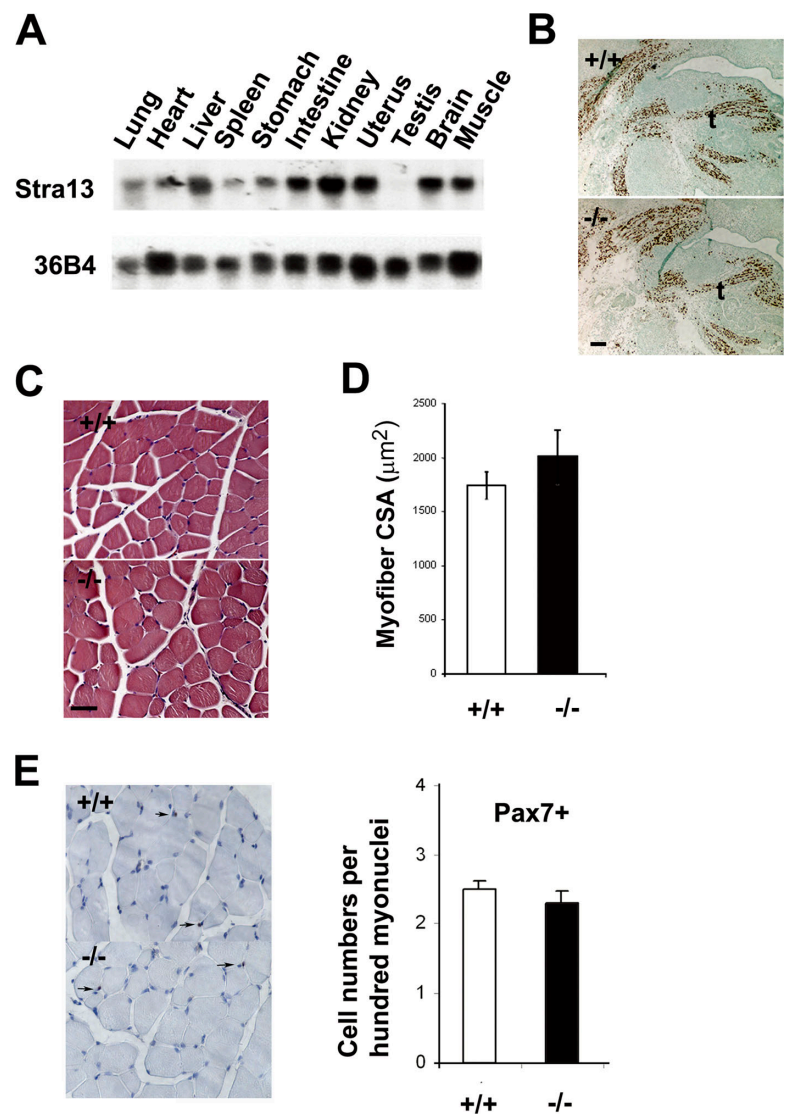 A
Lung Heart Liver Spleen Stomach Intestine Kidney Uterus Testis Brain Muscle
Stra13
36B4
B
+/+
t
-/-
t
C
+/+
-/-
D
Myofiber CSA (μm²)
2500
2000
1500
1000
500
0
+/+ -/-
E
+/+
-/-
Cell numbers per
hundred myonuclei
Pax7+
4
3
2
1
0
+/+ -/-